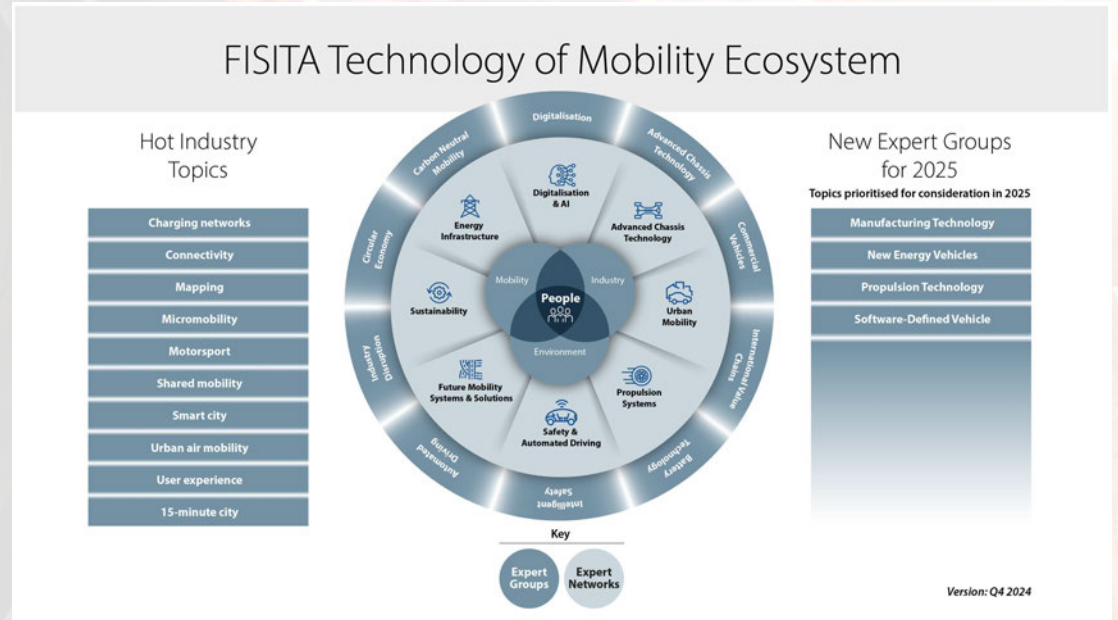 FISITA Technology of Mobility Ecosystem
Hot Industry
Topics
Charging networks
Connectivity
Mapping
Micromobility
Motorsport
Shared mobility
Smart city
Urban air mobility
User experience
15-minute city
Digitalisation
Advanced Chassis
Technology
Commercial
Vehicles
International Value
Chains
Battery
Technology
Intelligent
Safety
Automated
Driving
Industry
Disruption
Circular
Economy
Carbon Neutral
Mobility
Digitalisation
& AI
Advanced Chassis
Technology
Urban
Mobility
Propulsion
Systems
Safety &
Automated Driving
Future Mobility
Systems & Solutions
Sustainability
Energy
Infrastructure
Mobility
Industry
People
Environment
Key
Expert
Groups
Expert
Networks
New Expert Groups
for 2025
Topics prioritised for consideration in 2025
Manufacturing Technology
New Energy Vehicles
Propulsion Technology
Software-Defined Vehicle
Version: Q4 2024